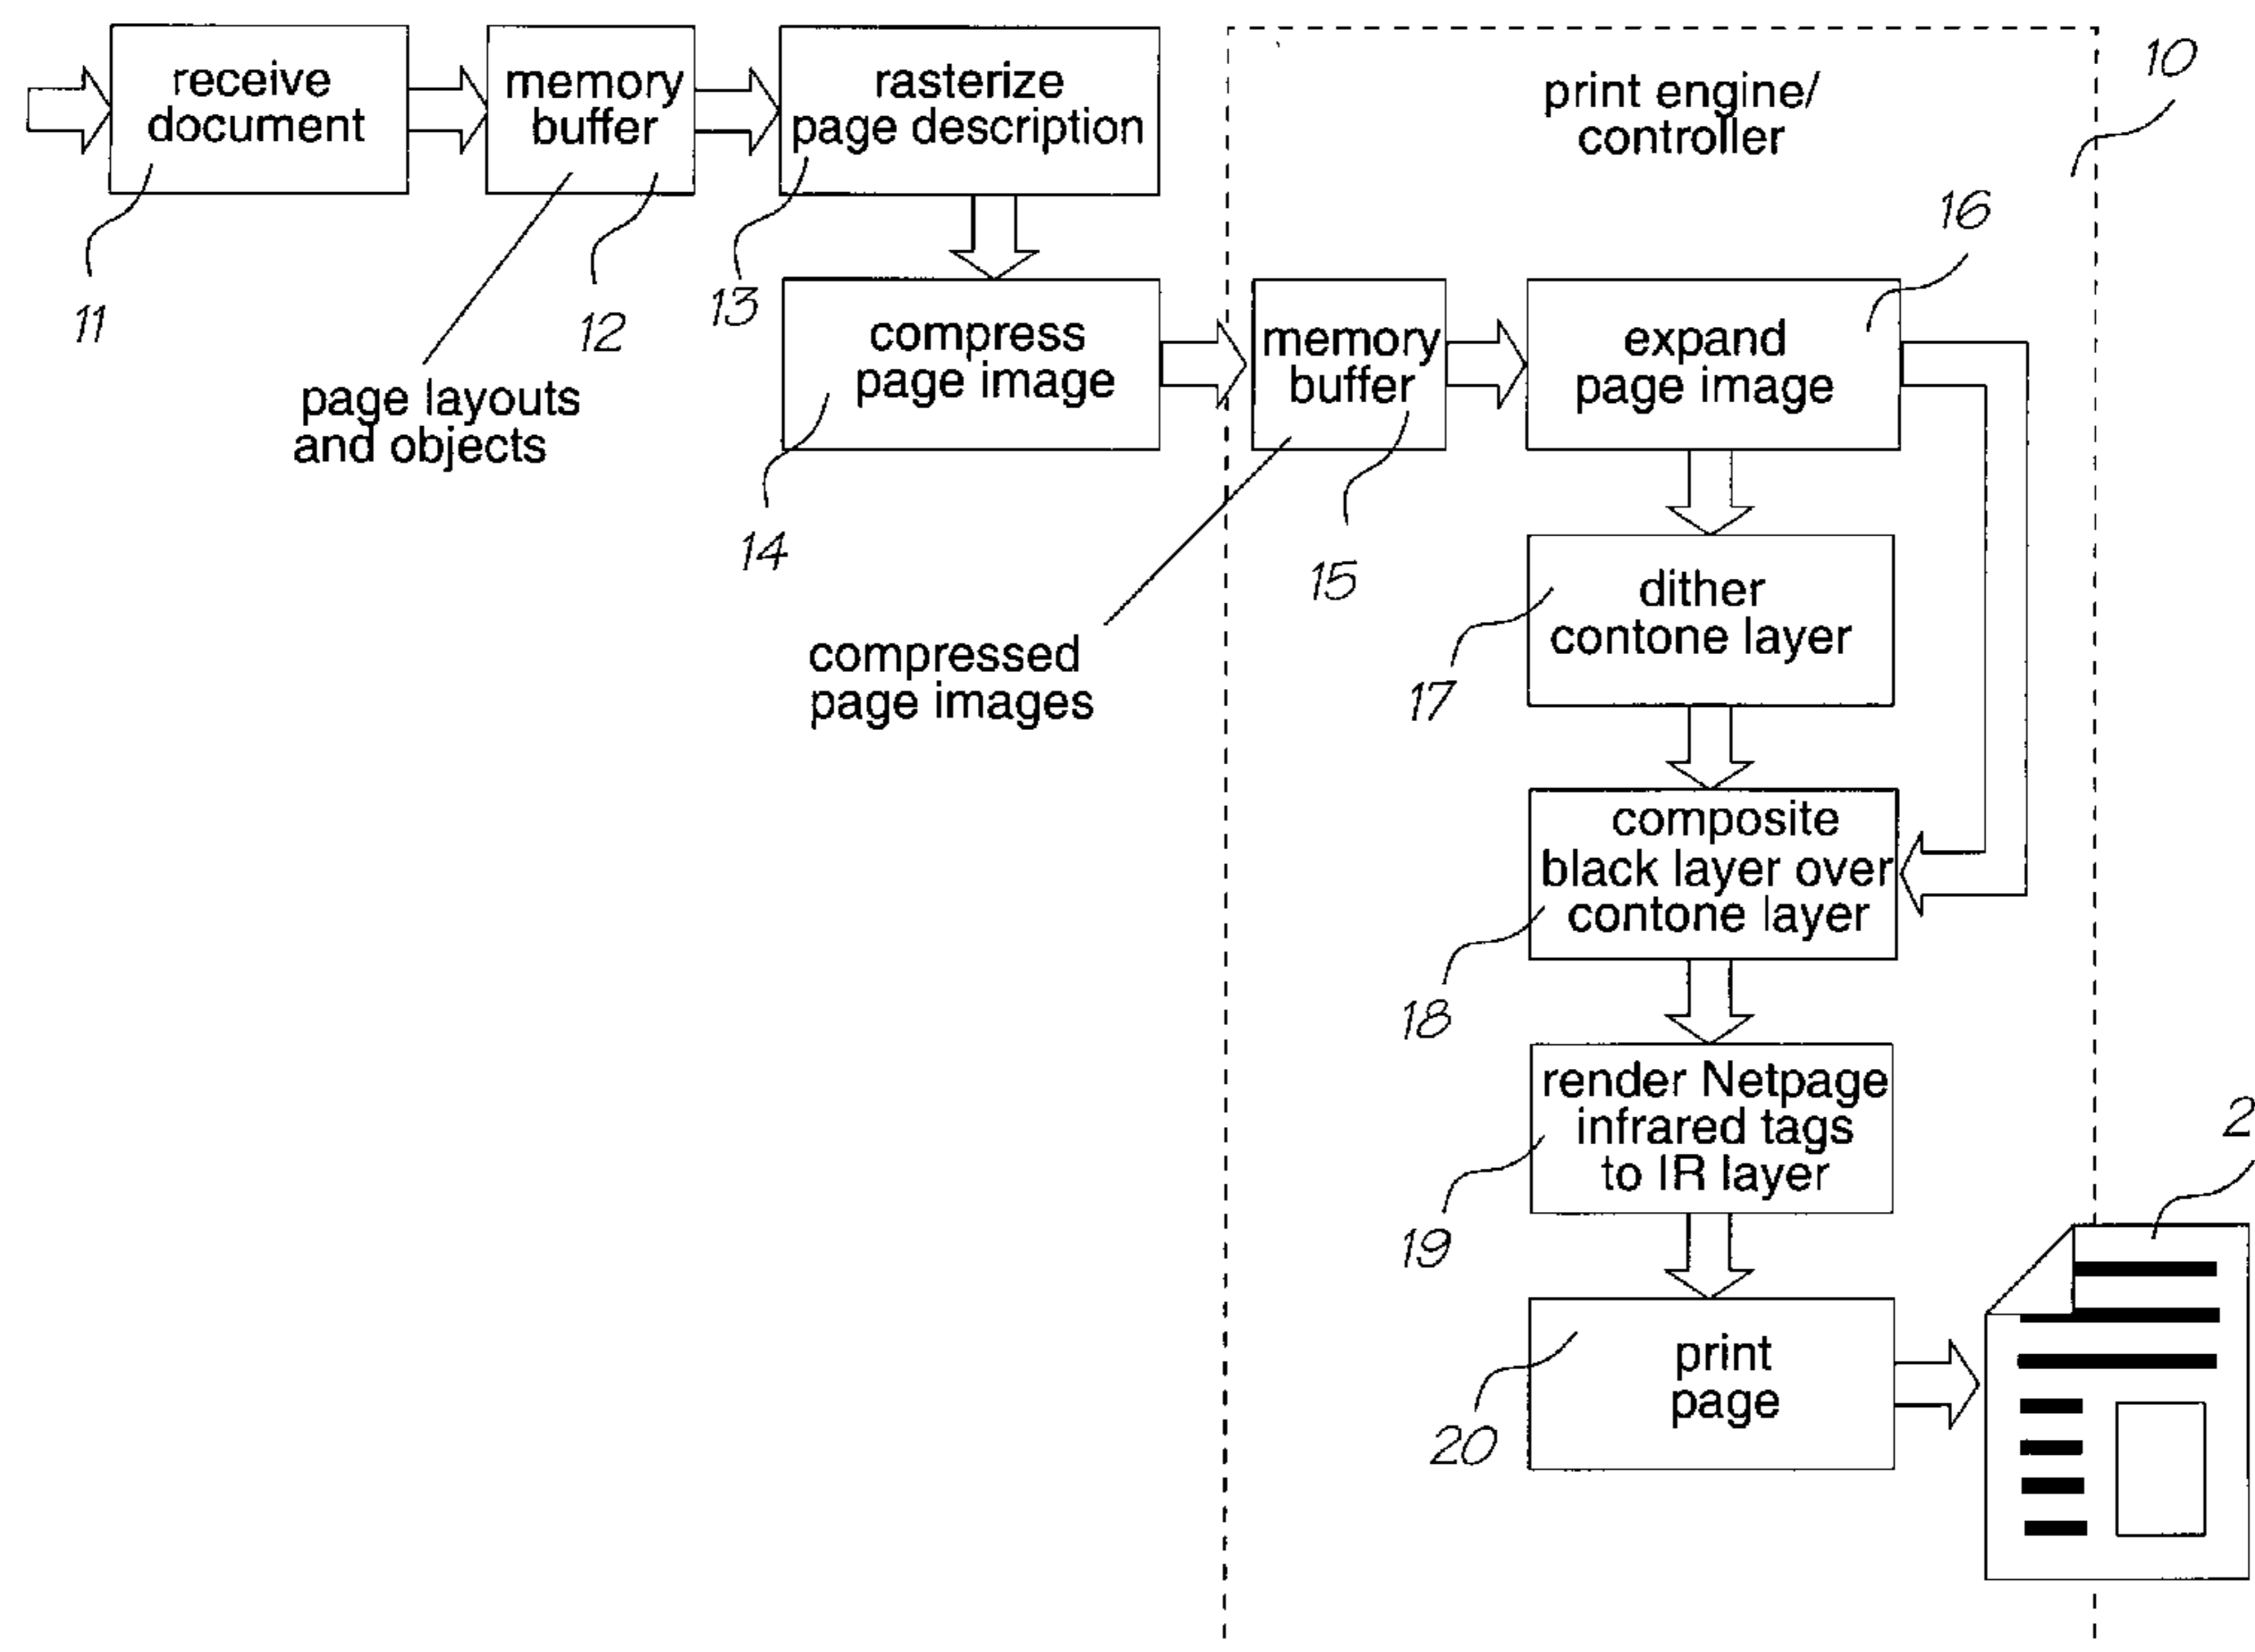 receive
document
11
memory
buffer
12
page layouts
and objects
rasterize
page description
13
compress
page image
14
print engine/
controller
10
memory
buffer
15
compressed
page images
expand
page image
16
dither
contone layer
17
composite
black layer over
contone layer
18
render Netpage
infrared tags
to IR layer
19
print
page
20
2